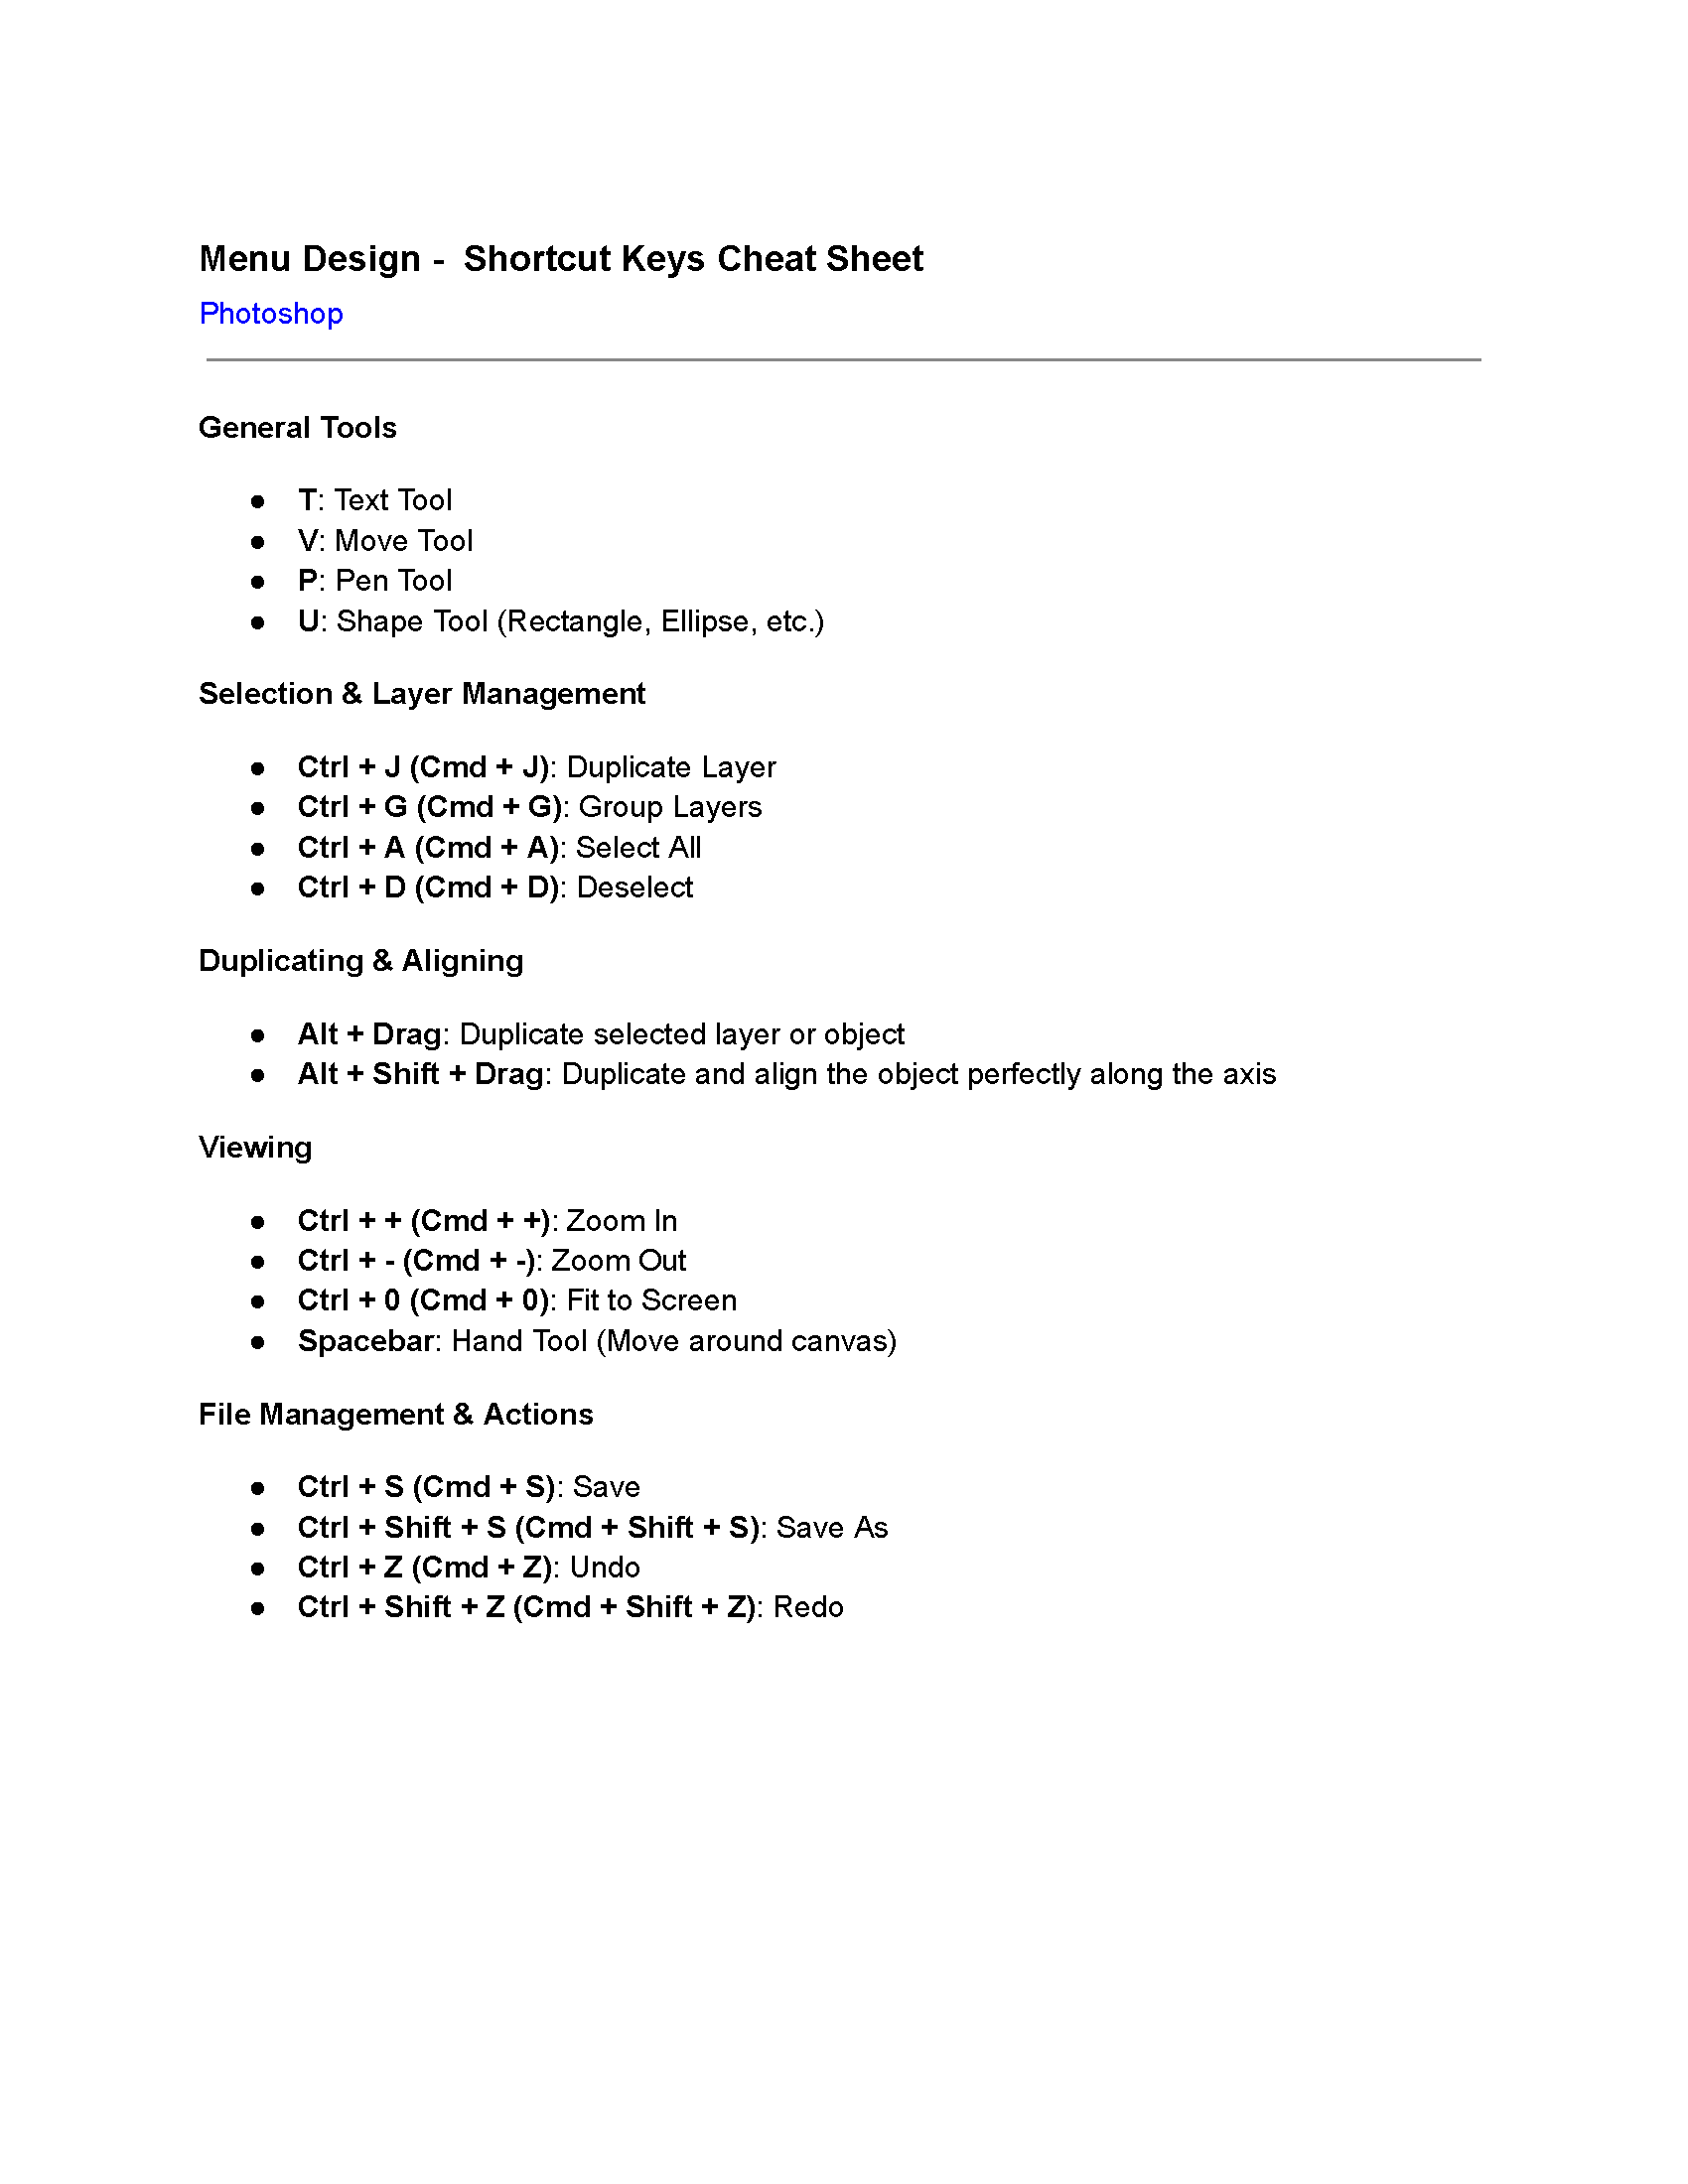 Menu Design -  Shortcut Keys Cheat Sheet
Photoshop
General Tools
● T: Text Tool
● V: Move Tool
● P: Pen Tool
● U: Shape Tool (Rectangle, Ellipse, etc.)
Selection & Layer Management
● Ctrl + J (Cmd + J): Duplicate Layer
● Ctrl + G (Cmd + G): Group Layers
● Ctrl + A (Cmd + A): Select All
● Ctrl + D (Cmd + D): Deselect
Duplicating & Aligning
● Alt + Drag: Duplicate selected layer or object
● Alt + Shift + Drag: Duplicate and align the object perfectly along the axis
Viewing
● Ctrl + + (Cmd + +): Zoom In
● Ctrl + - (Cmd + -): Zoom Out
● Ctrl + 0 (Cmd + 0): Fit to Screen
● Spacebar: Hand Tool (Move around canvas)
File Management & Actions
● Ctrl + S (Cmd + S): Save
● Ctrl + Shift + S (Cmd + Shift + S): Save As
● Ctrl + Z (Cmd + Z): Undo
● Ctrl + Shift + Z (Cmd + Shift + Z): Redo